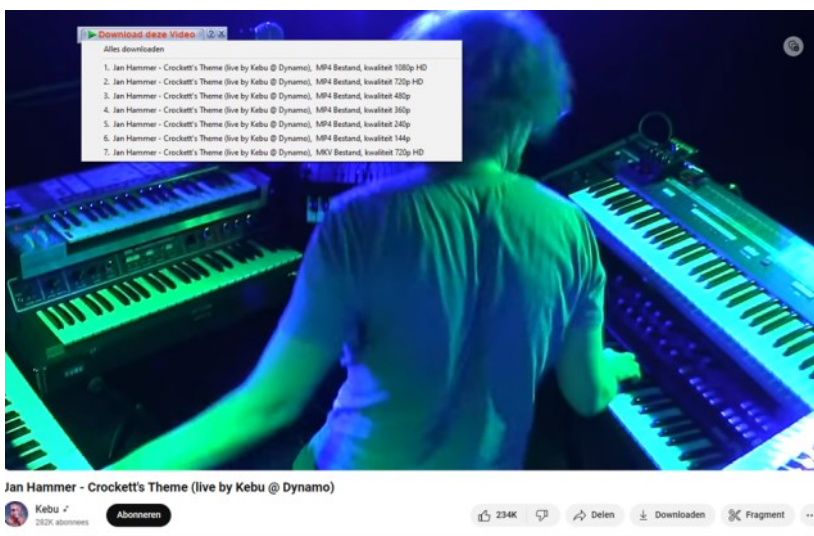 Download deze Video ? X
Alles downloaden
1. Jan Hammer - Crockett's Theme (live by Kebu @ Dynamo), MP4 Bestand, kwaliteit 1080p HD
2. Jan Hammer - Crockett's Theme (live by Kebu @ Dynamo), MP4 Bestand, kwaliteit 720p HD
3. Jan Hammer - Crockett's Theme (live by Kebu @ Dynamo), MP4 Bestand, kwaliteit 480p
4. Jan Hammer - Crockett's Theme (live by Kebu @ Dynamo), MP4 Bestand, kwaliteit 360p
5. Jan Hammer - Crockett's Theme (live by Kebu @ Dynamo), MP4 Bestand, kwaliteit 240p
6. Jan Hammer - Crockett's Theme (live by Kebu @ Dynamo), MP4 Bestand, kwaliteit 144p
7. Jan Hammer - Crockett's Theme (live by Kebu @ Dynamo), MKV Bestand, kwaliteit 720p HD
Jan Hammer - Crockett's Theme (live by Kebu @ Dynamo)
Kebu
282K abonnees
Abonneren
234K
Delen
Downloaden
Fragment